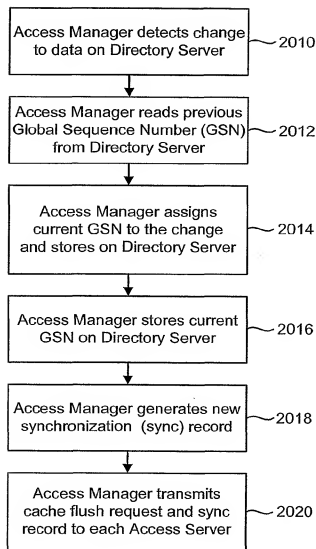 Access Manager detects change
to data on Directory Server
2010
Access Manager reads previous
Global Sequence Number (GSN)
from Directory Server
2012
Access Manager assigns
current GSN to the change
and stores on Directory Server
2014
Access Manager stores current
GSN on Directory Server
2016
Access Manager generates new
synchronization (sync) record
2018
Access Manager transmits
cache flush request and sync
record to each Access Server
2020